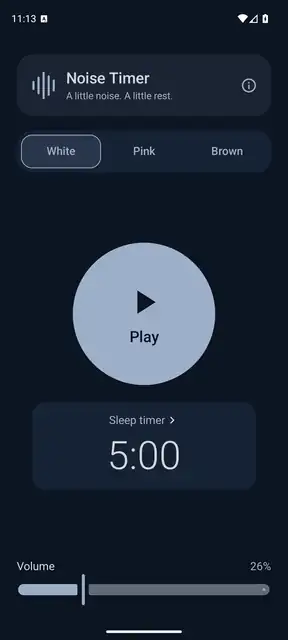 11:13
Noise Timer
A little noise. A little rest.
White Pink Brown
Play
Sleep timer
5:00
Volume 26%